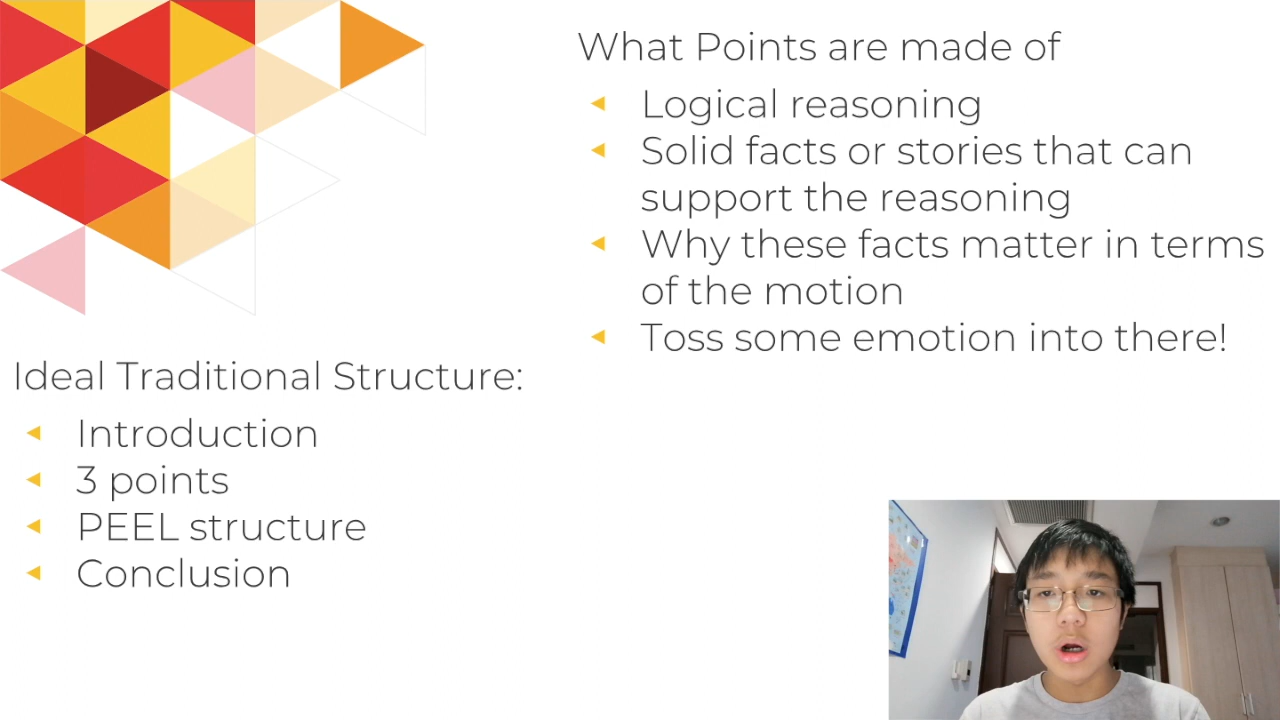 What Points are made of
Logical reasoning
Solid facts or stories that can
support the reasoning
Why these facts matter in terms
of the motion
Toss some emotion into there!
Ideal Traditional Structure:
Introduction
3 points
PEEL structure
Conclusion